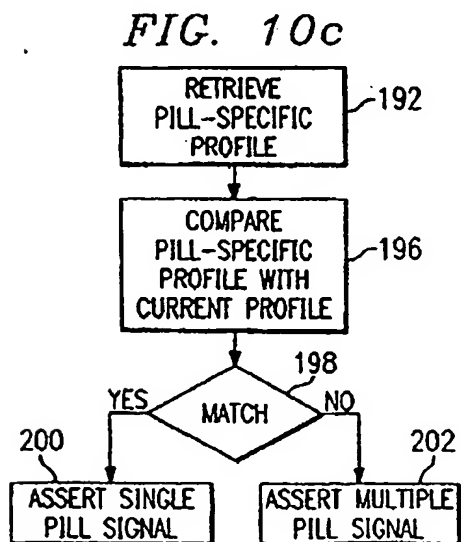 FIG. 10c
RETRIEVE
PILL-SPECIFIC
PROFILE
192
COMPARE
PILL-SPECIFIC
PROFILE WITH
CURRENT PROFILE
196
198
YES
MATCH
NO
200
202
ASSERT SINGLE
PILL SIGNAL
ASSERT MULTIPLE
PILL SIGNAL